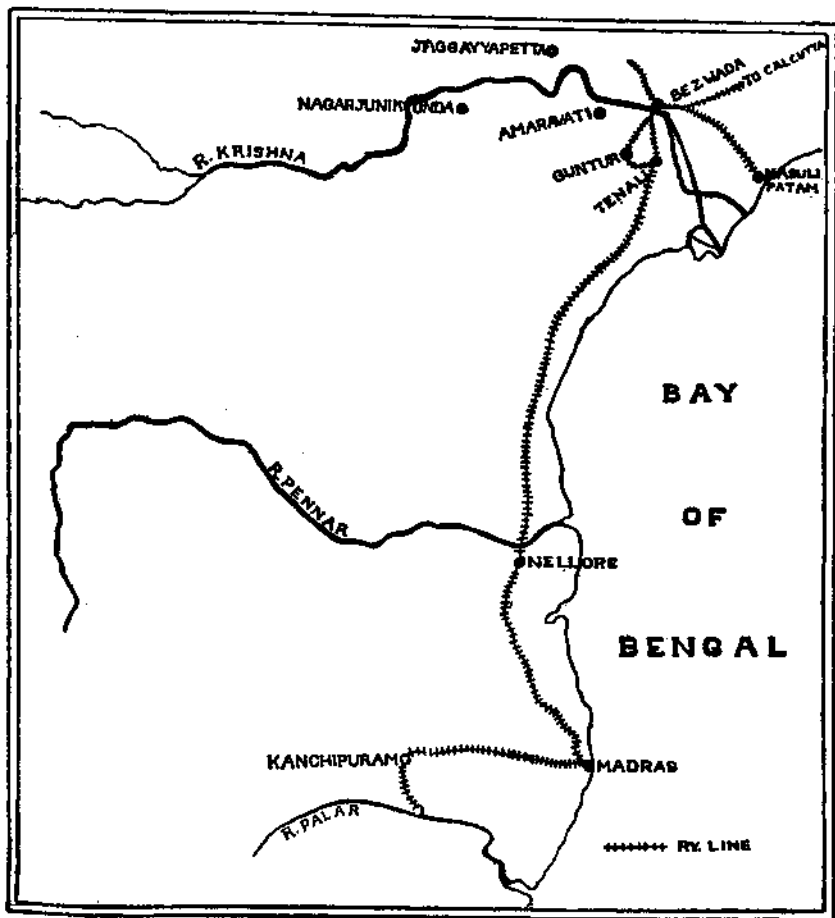 JAGGAYYAPETTA
BEZWADA
TO CALCUTTA
NAGARJUNIKUNDA
AMARAVATI
R. KRISHNA
GUNTUR
TENALI
MASULI
PATAM
BAY
OF
BENGAL
R. PENNAR
NELLORE
KANCHIPURAM
MADRAS
R. PALAR
RY. LINE